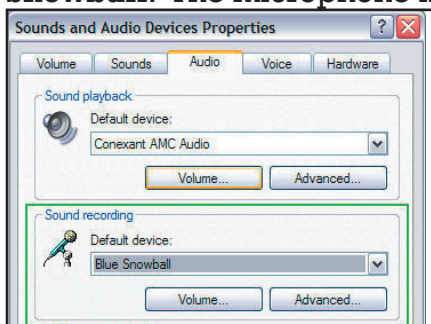 Sounds and Audio Devices Properties
Volume Sounds Audio Voice Hardware
Sound playback
Default device:
Conexant AMC Audio
Volume... Advanced...
Sound recording
Default device:
Blue Snowball
Volume... Advanced...